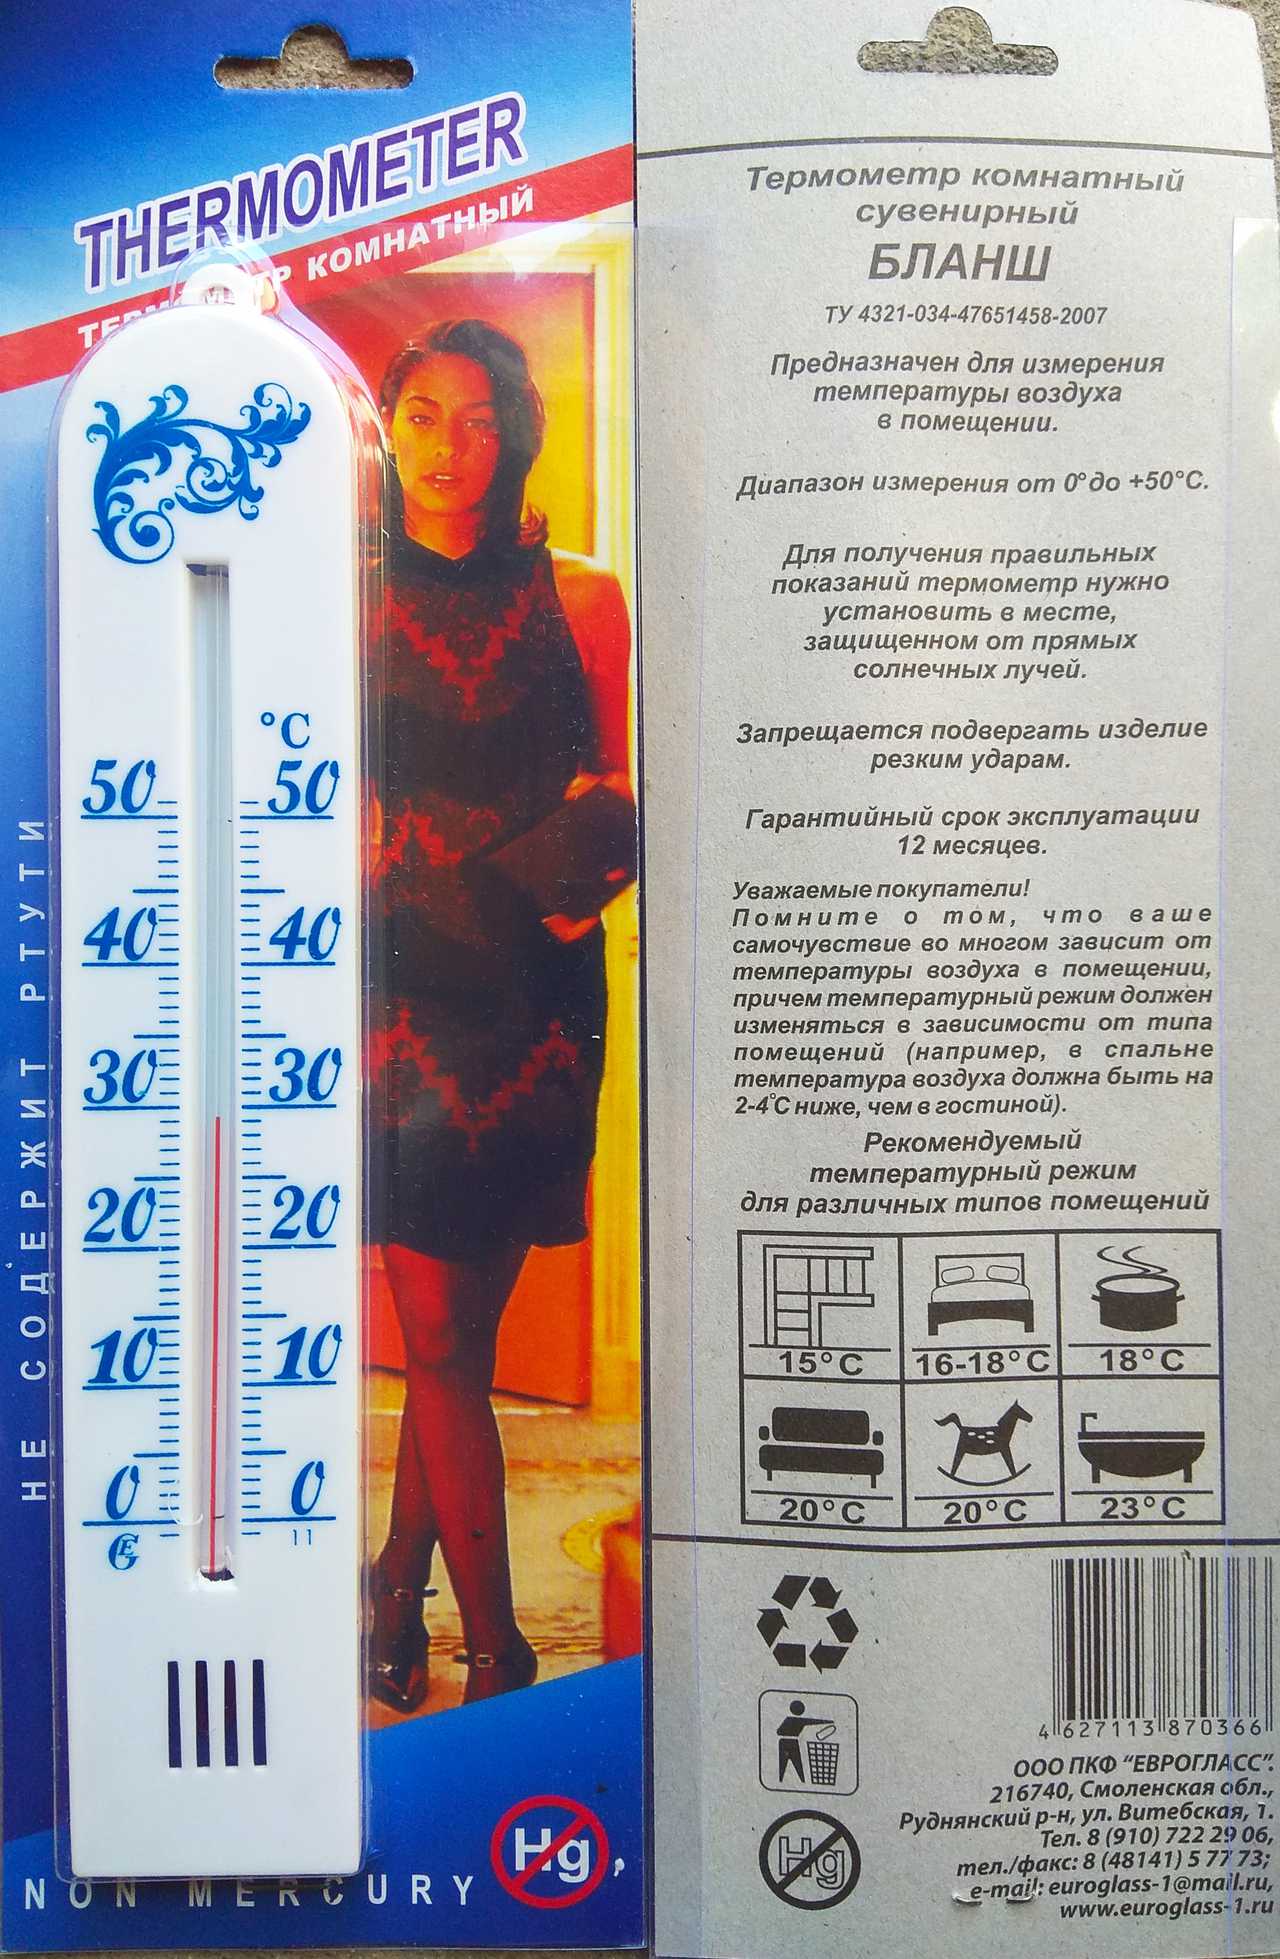 THERMOMETER
ТЕРМОМЕТР КОМНАТНЫЙ
НЕ СОДЕРЖИТ РТУТИ
°C
50 50
40 40
30 30
20 20
10 10
0 0
11
NON MERCURY
Hg
Термометр комнатный
сувенирный
БЛАНШ
ТУ 4321-034-47651458-2007
Предназначен для измерения
температуры воздуха
в помещении.
Диапазон измерения от 0° до +50°С.
Для получения правильных
показаний термометр нужно
установить в месте,
защищенном от прямых
солнечных лучей.
Запрещается подвергать изделие
резким ударам.
Гарантийный срок эксплуатации
12 месяцев.
Уважаемые покупатели!
Помните о том, что ваше
самочувствие во многом зависит от
температуры воздуха в помещении,
причем температурный режим должен
изменяться в зависимости от типа
помещений (например, в спальне
температура воздуха должна быть на
2-4°С ниже, чем в гостиной).
Рекомендуемый
температурный режим
для различных типов помещений
15°C 16-18°C 18°C
20°C 20°C 23°C
4 627113 870366
ООО ПКФ “ЕВРОГЛАСС”.
216740, Смоленская обл.,
Руднянский р-н, ул. Витебская, 1.
Тел. 8 (910) 722 29 06,
тел./факс: 8 (48141) 5 77 73;
e-mail: euroglass-1@mail.ru,
www.euroglass-1.ru
Hg